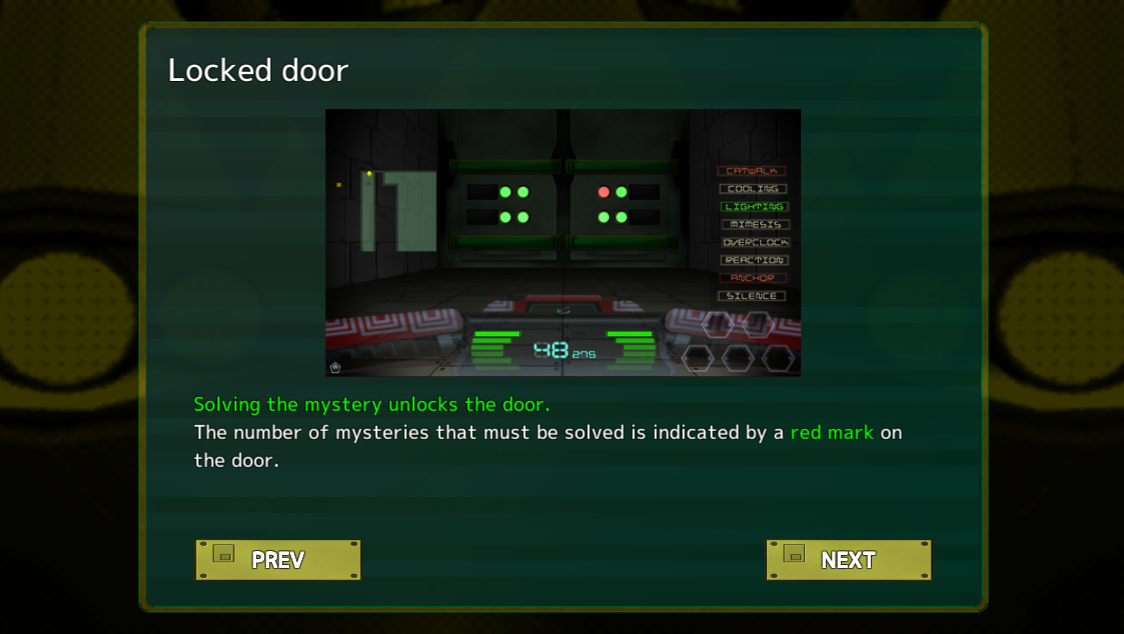 Locked door
CATWALK
COOLING
LIGHTING
MIMESIS
OVERCLOCK
REACTION
ANCHOR
SILENCE
48
Solving the mystery unlocks the door.
The number of mysteries that must be solved is indicated by a red mark on
the door.
PREV
NEXT